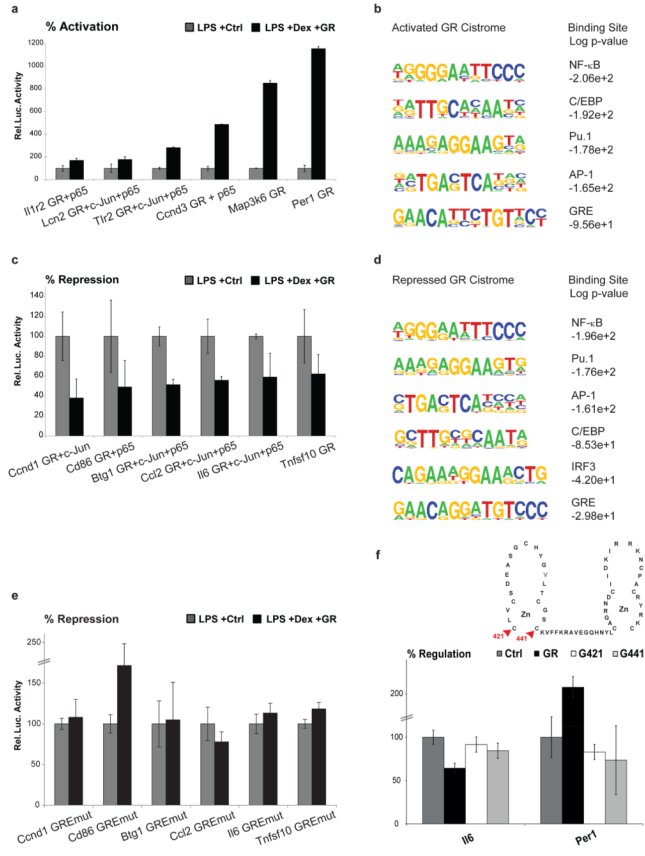 a
% Activation
LPS +Ctrl LPS +Dex +GR
Rel.Luc. Activity
1200
1000
800
600
400
200
0
Il1r2 GR+p65
Lcn2 GR+c-Jun+p65
Tlr2 GR+c-Jun+p65
Ccnd3 GR + p65
Map3k6 GR
Per1 GR
b
Activated GR Cistrome
Binding Site
Log p-value
NF-κB
-2.06e+2
C/EBP
-1.92e+2
Pu.1
-1.78e+2
AP-1
-1.65e+2
GRE
-9.56e+1
c
% Repression
LPS +Ctrl LPS +Dex +GR
Rel.Luc. Activity
140
120
100
80
60
40
20
0
Ccnd1 GR+c-Jun
Cd86 GR+p65
Btg1 GR+c-Jun+p65
Ccl2 GR+c-Jun+p65
Il6 GR+c-Jun+p65
Tnfsf10 GR
d
Repressed GR Cistrome
Binding Site
Log p-value
NF-κB
-1.96e+2
Pu.1
-1.76e+2
AP-1
-1.61e+2
C/EBP
-8.53e+1
IRF3
-4.20e+1
GRE
-2.98e+1
e
% Repression
LPS +Ctrl LPS +Dex +GR
Rel.Luc. Activity
250
150
100
50
0
Ccnd1 GREmut
Cd86 GREmut
Btg1 GREmut
Ccl2 GREmut
Il6 GREmut
Tnfsf10 GREmut
f
Zn
Zn
421
441
CKVFFKRAVEGQHNYLC
% Regulation
Ctrl GR G421 G441
Rel.Luc. Activity
200
100
50
0
Il6
Per1